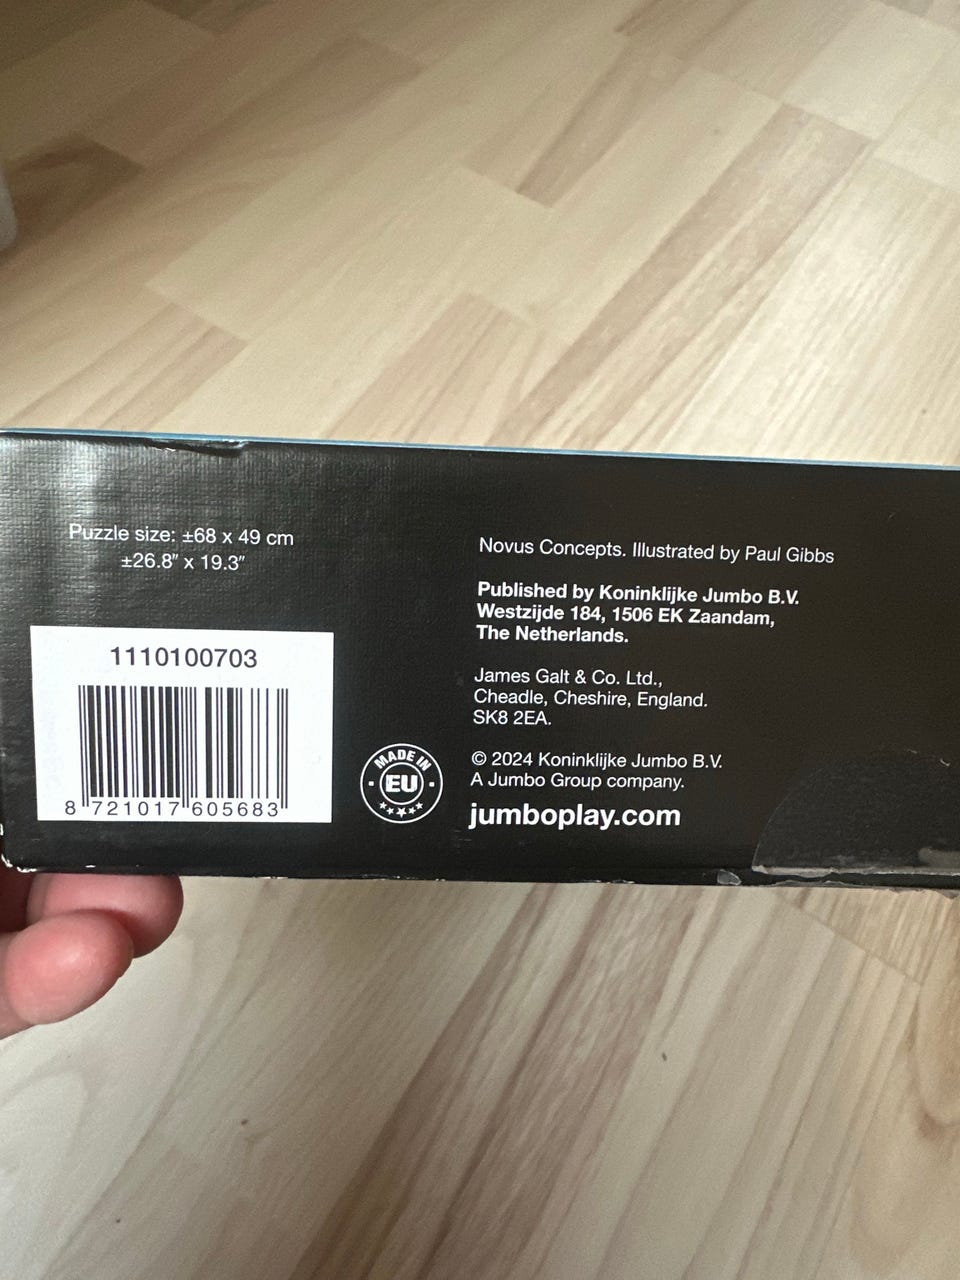 Puzzle size: ±68 x 49 cm
±26.8" x 19.3"
1110100703
8 721017 605683
MADE IN
EU
Novus Concepts. Illustrated by Paul Gibbs
Published by Koninklijke Jumbo B.V.
Westzijde 184, 1506 EK Zaandam,
The Netherlands.
James Galt & Co. Ltd.,
Cheadle, Cheshire, England.
SK8 2EA.
© 2024 Koninklijke Jumbo B.V.
A Jumbo Group company.
jumboplay.com